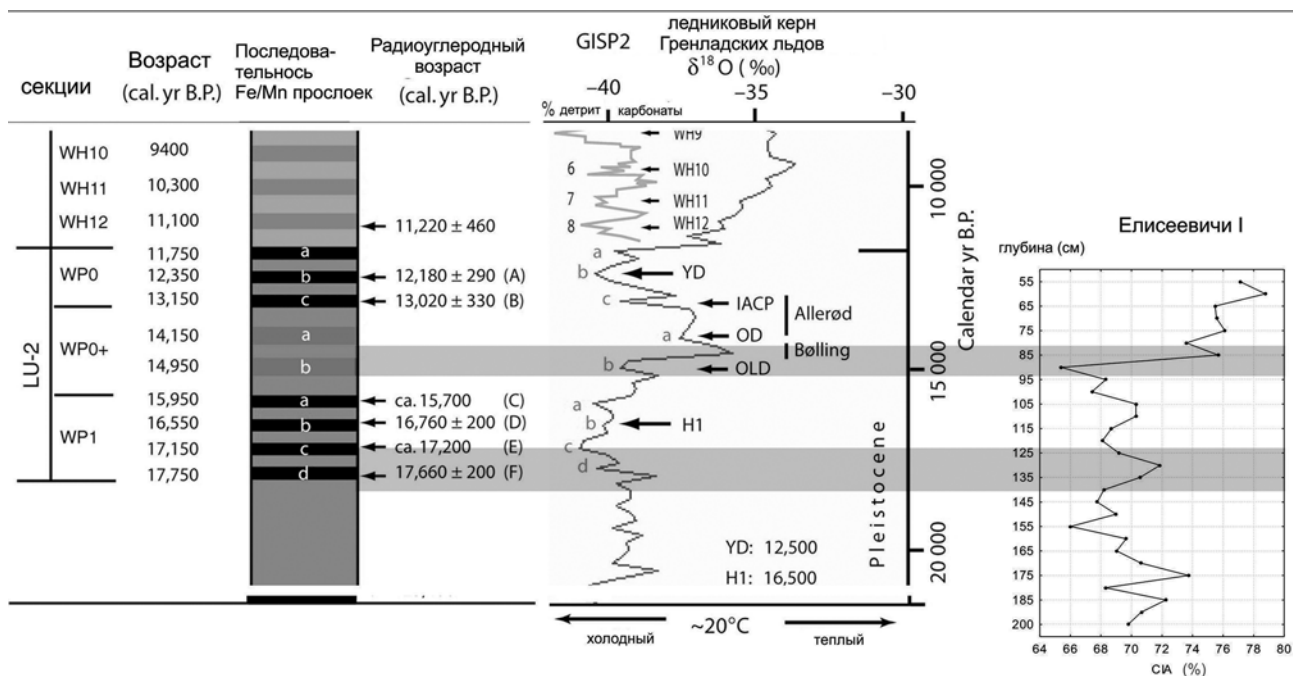 секции
Возраст
(cal. yr B.P.)
Последова-
тельнось
Fe/Mn прослоек
Радиоуглеродный
возраст
(cal. yr B.P.)
GISP2
ледниковый керн
Гренладских льдов
δ18 O ( ‰)
–40
–35
–30
% детрит
карбонаты
LU-2
WH10
WH11
WH12
WP0
WP0+
WP1
9400
10,300
11,100
11,750
12,350
13,150
14,150
14,950
15,950
16,550
17,150
17,750
a
b
c
a
b
a
b
c
d
11,220 ± 460
12,180 ± 290 (A)
13,020 ± 330 (B)
ca. 15,700 (C)
16,760 ± 200 (D)
ca. 17,200 (E)
17,660 ± 200 (F)
WH9
6
WH10
7
WH11
8
WH12
a
b
YD
c
IACP
Allerød
a
OD
Bølling
b
OLD
a
b
H1
c
d
YD: 12,500
H1: 16,500
Pleistocene
10 000
15 000
20 000
Calendar yr B.P.
~20°C
холодный
теплый
Елисеевичи I
глубина (см)
55
65
75
85
95
105
115
125
135
145
155
165
175
185
200
64 66 68 70 72 74 76 78 80
CIA (%)